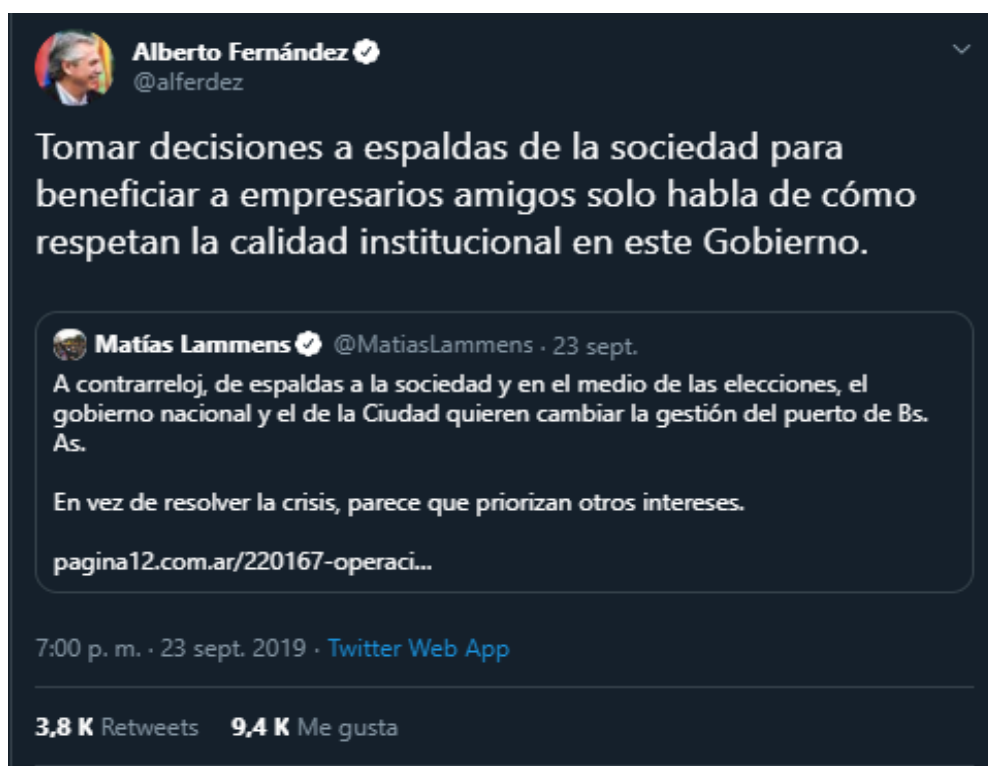 Alberto Fernández
@alferdez
Tomar decisiones a espaldas de la sociedad para
beneficiar a empresarios amigos solo habla de cómo
respetan la calidad institucional en este Gobierno.
Matías Lammens @MatiasLammens · 23 sept.
A contrarreloj, de espaldas a la sociedad y en el medio de las elecciones, el
gobierno nacional y el de la Ciudad quieren cambiar la gestión del puerto de Bs.
As.
En vez de resolver la crisis, parece que priorizan otros intereses.
pagina12.com.ar/220167-operaci...
7:00 p. m. · 23 sept. 2019 · Twitter Web App
3,8 K Retweets 9,4 K Me gusta